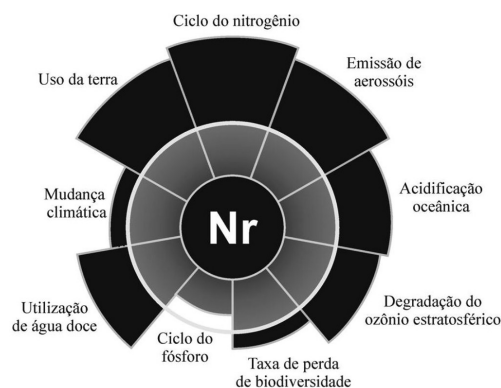 Ciclo do nitrogênio
Emissão de
aerossóis
Uso da terra
Acidificação
oceânica
Mudança
climática
Nr
Degradação do
ozônio estratosférico
Utilização
de água doce
Ciclo do
fósforo
Taxa de perda
de biodiversidade